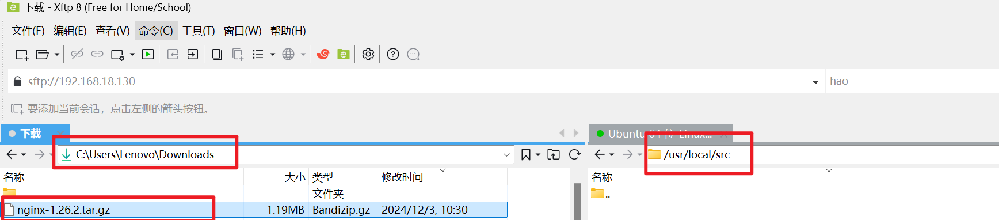 下载 - Xftp 8 (Free for Home/School)
文件(F) 编辑(E) 查看(V) 命令(C) 工具(T) 窗口(W) 帮助(H)
sftp://192.168.18.130 hao
要添加当前会话，点击左侧的箭头按钮。
下载 Ubuntu 64 位 Linux...
C:\Users\Lenovo\Downloads /usr/local/src
名称 大小 类型 修改时间 名称
文件夹 ..
nginx-1.26.2.tar.gz 1.19MB Bandizip.gz 2024/12/3, 10:30